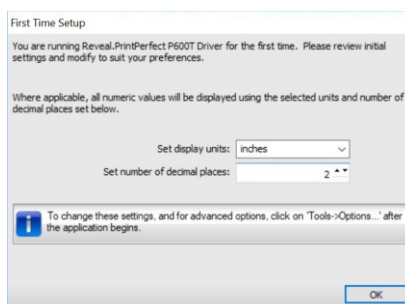 First Time Setup
You are running Reveal.PrintPerfect P600T Driver for the first time. Please review initial
settings and modify to suit your preferences.
Where applicable, all numeric values will be displayed using the selected units and number of
decimal places set below.
Set display units: inches
Set number of decimal places: 2
To change these settings, and for advanced options, click on 'Tools->Options...' after
the application begins.
OK